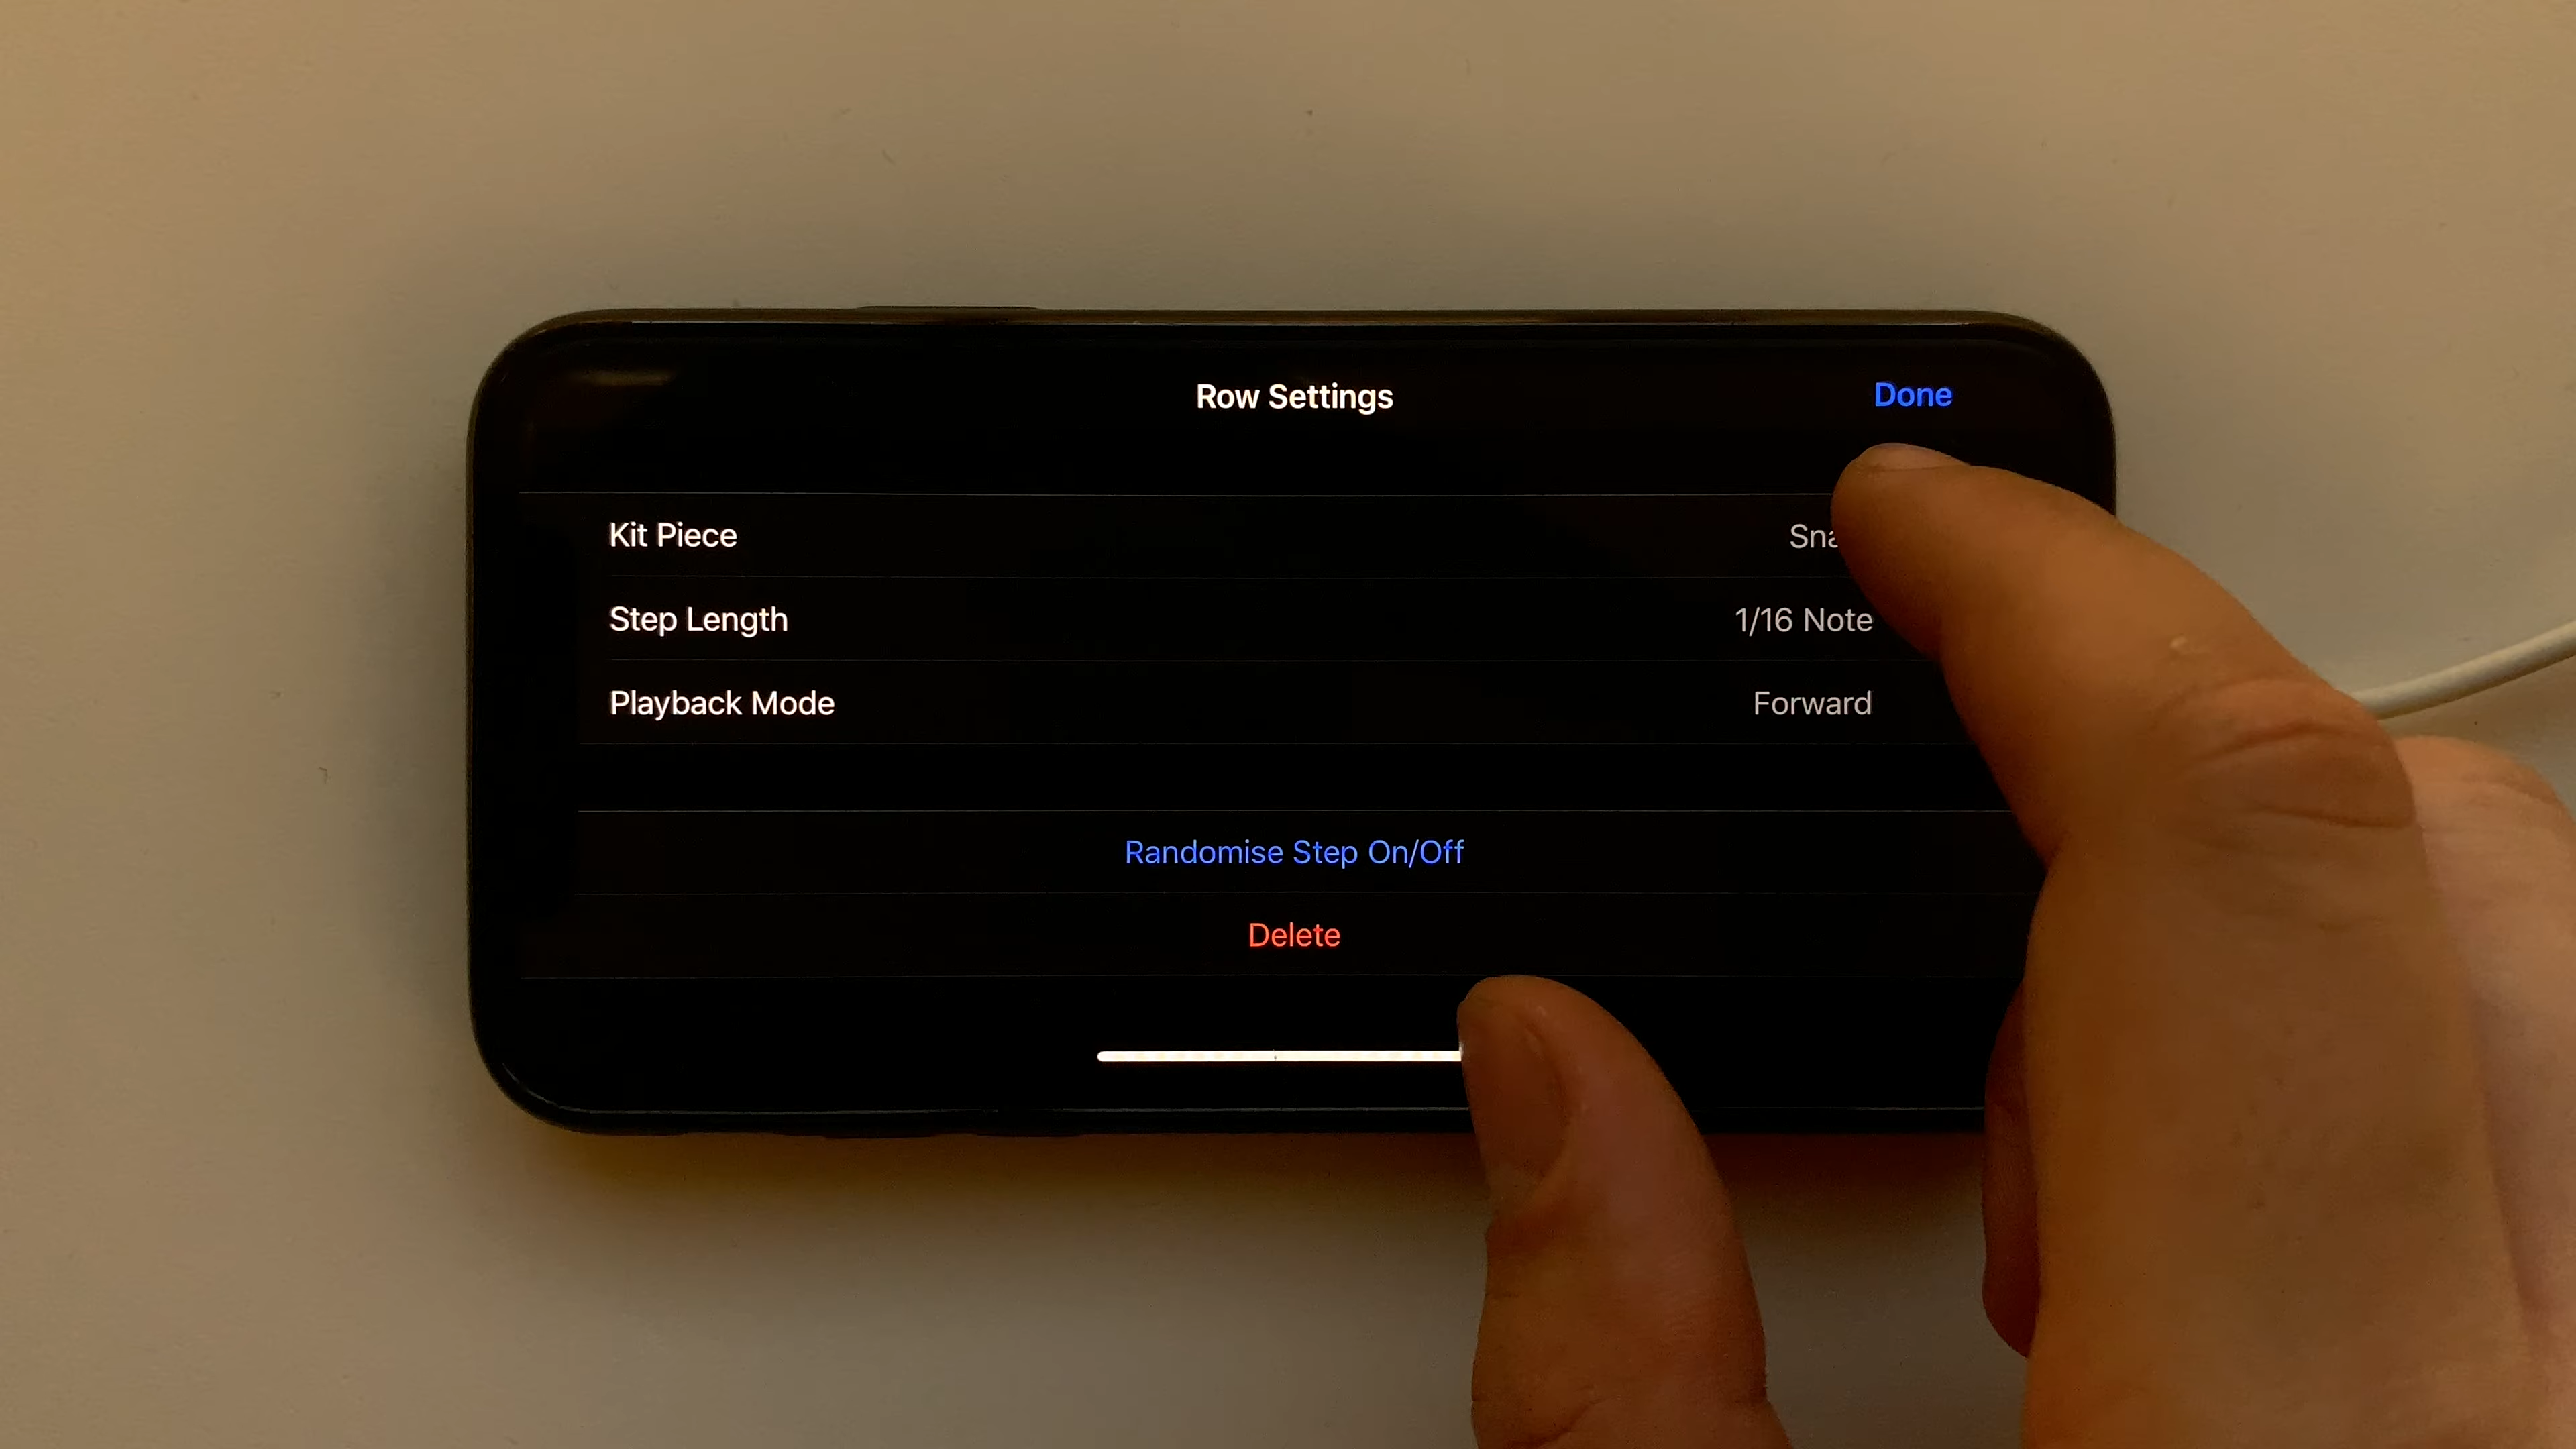 Row Settings
Done
Kit Piece
Step Length
1/16 Note
Playback Mode
Forward
Randomise Step On/Off
Delete